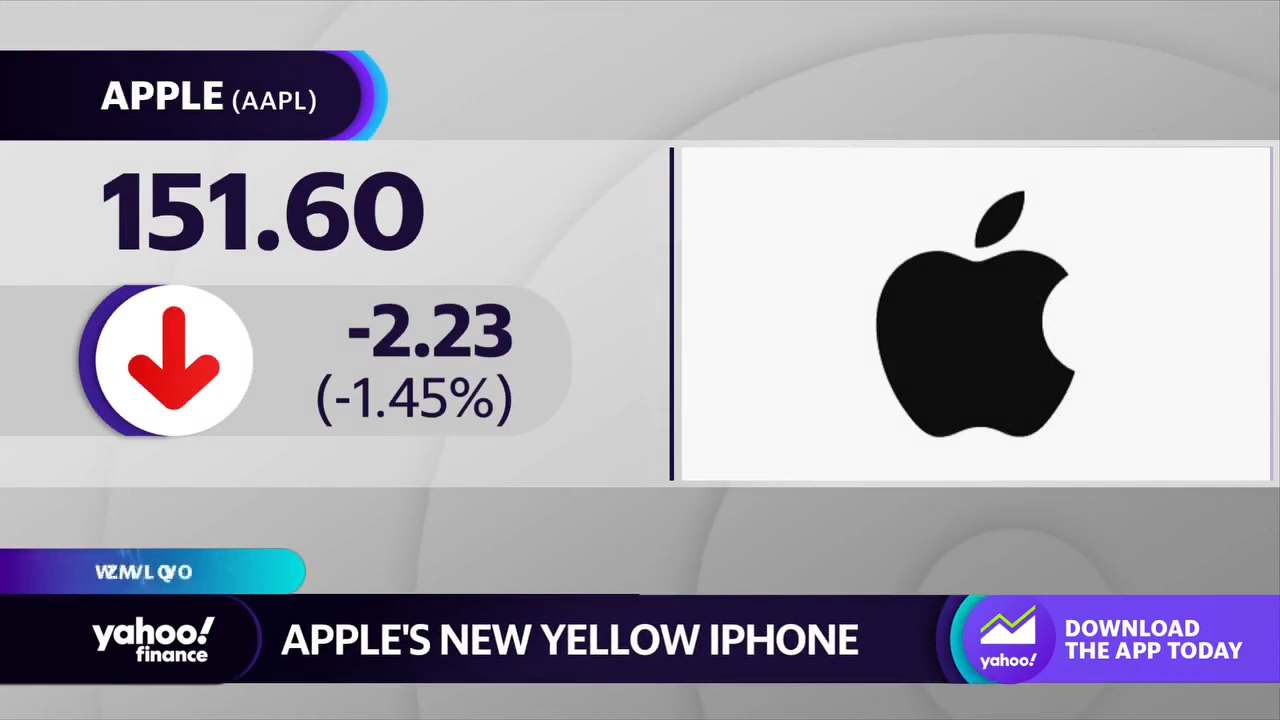 APPLE (AAPL)
151.60
-2.23
(-1.45%)
yahoo!
finance
APPLE'S NEW YELLOW IPHONE
yahoo!
DOWNLOAD
THE APP TODAY